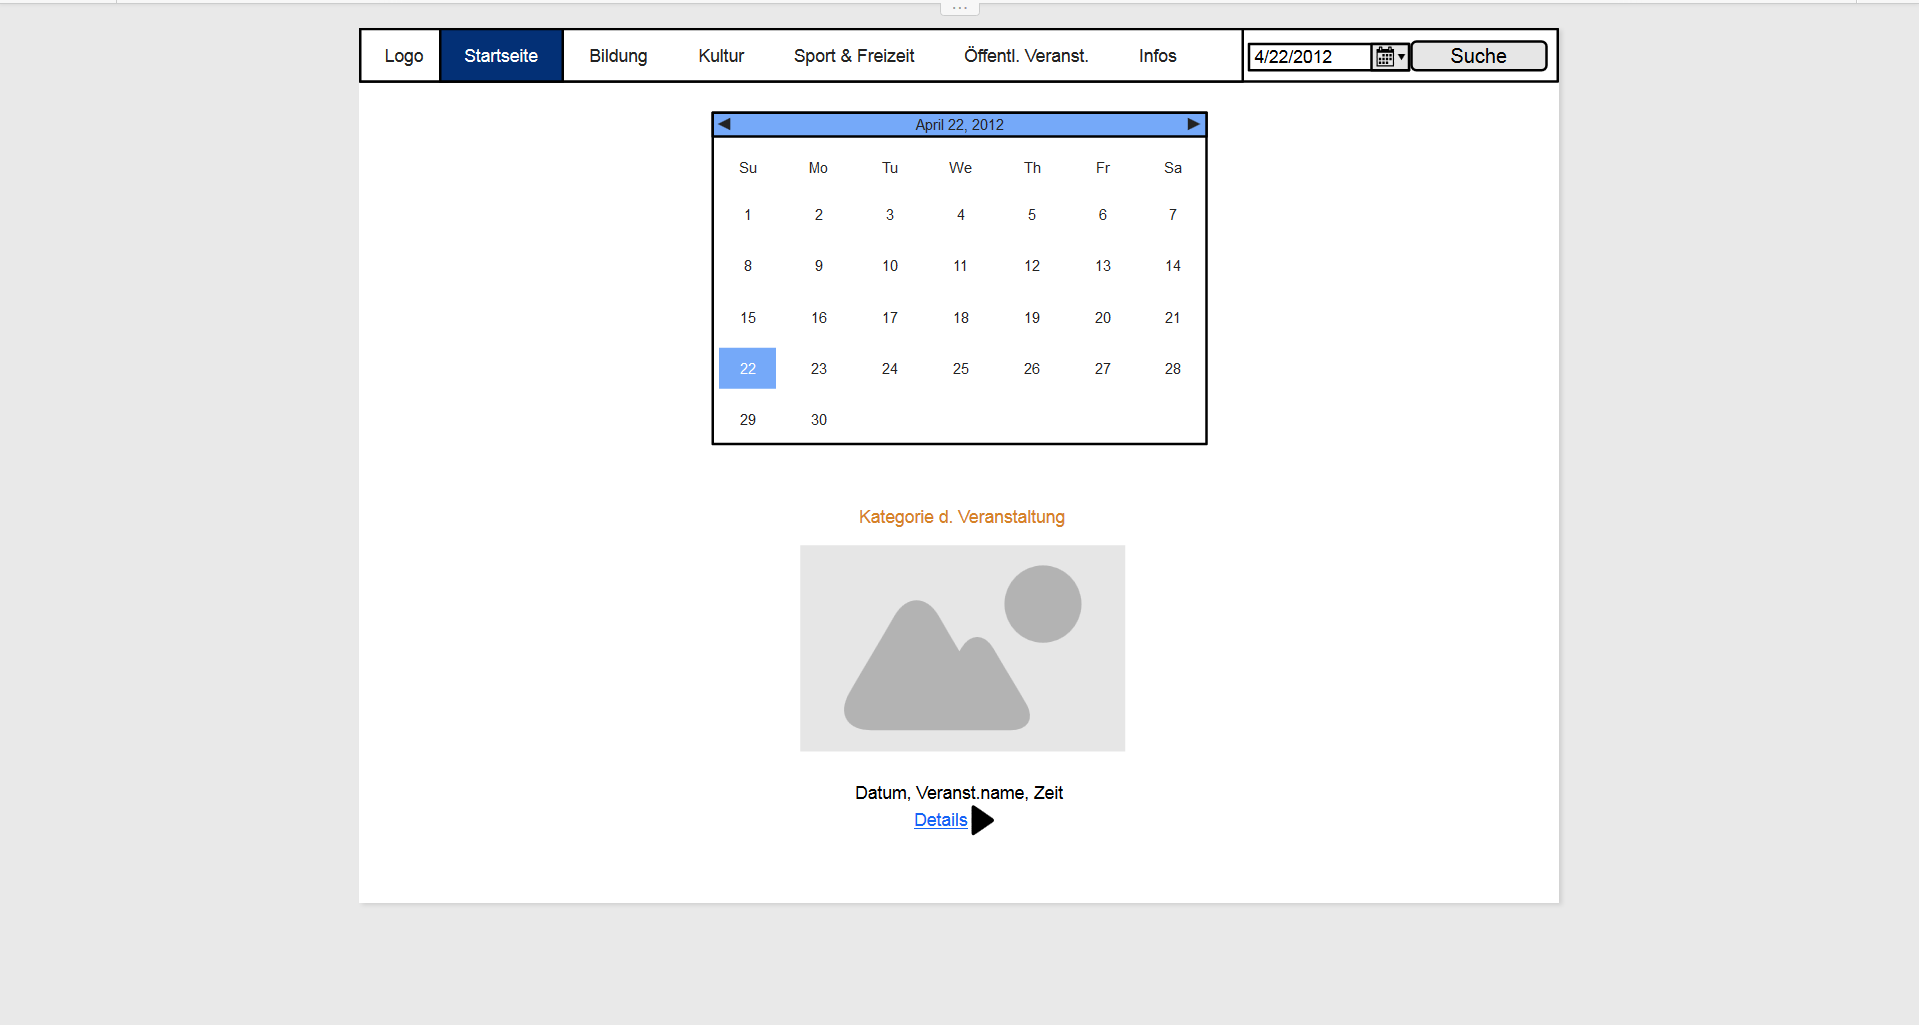 Logo Startseite Bildung Kultur Sport & Freizeit Öffentl. Veranst. Infos 4/22/2012 Suche
April 22, 2012
Su Mo Tu We Th Fr Sa
1 2 3 4 5 6 7
8 9 10 11 12 13 14
15 16 17 18 19 20 21
22 23 24 25 26 27 28
29 30
Kategorie d. Veranstaltung
Datum, Veranst.name, Zeit
Details